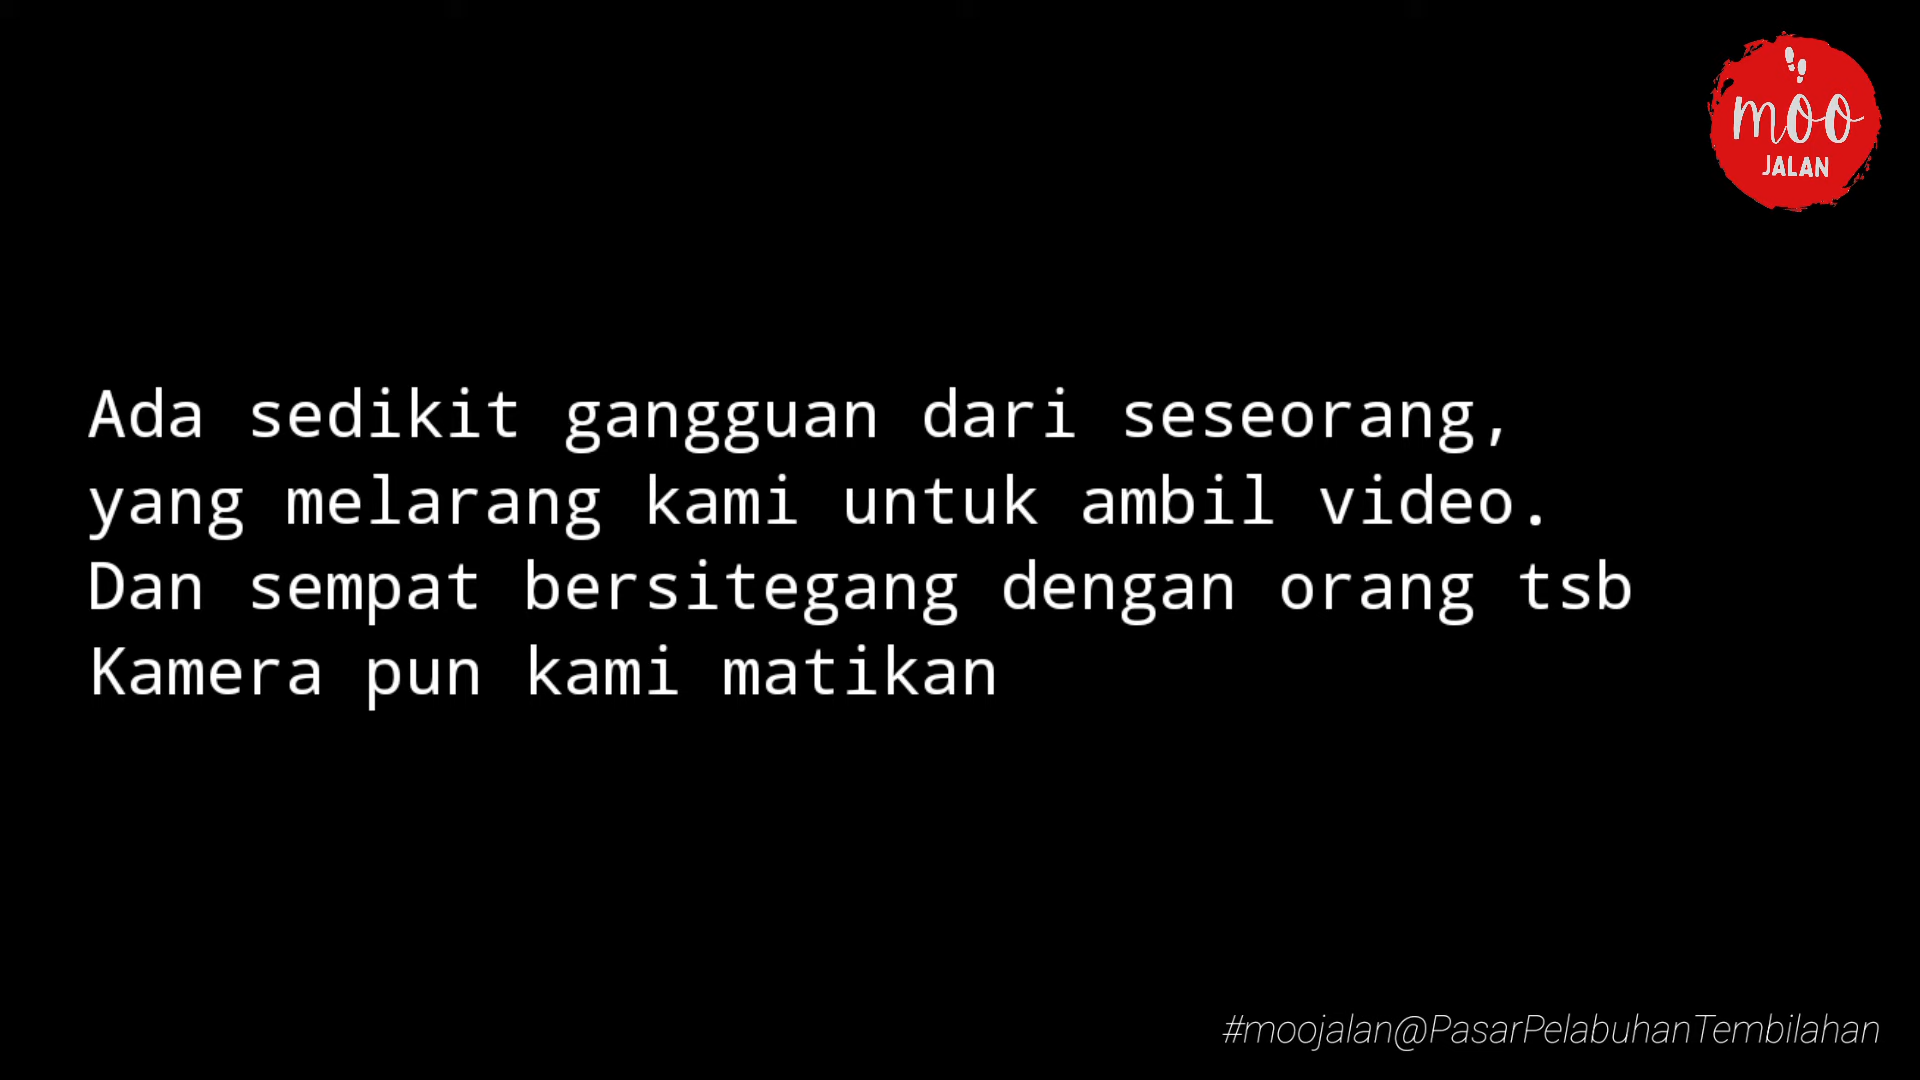 moo
JALAN
Ada sedikit gangguan dari seseorang,
yang melarang kami untuk ambil video.
Dan sempat bersitegang dengan orang tsb
Kamera pun kami matikan
#moojalan@PasarPelabuhanTembilahan